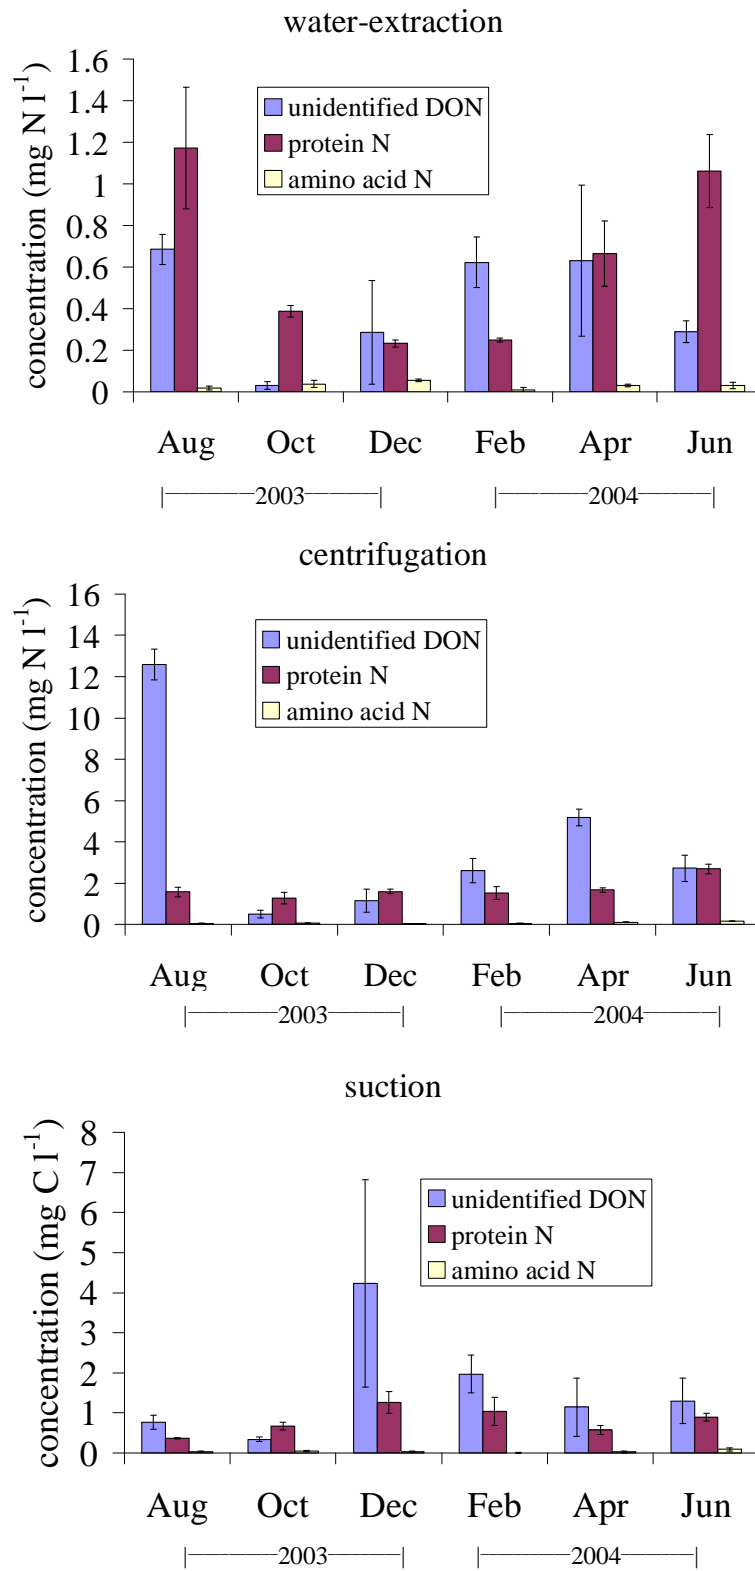 water-extraction
concentration (mg N l-1)
1.6
1.4
1.2
1
0.8
0.6
0.4
0.2
0
unidentified DON
protein N
amino acid N
Aug Oct Dec Feb Apr Jun
|————2003————| |————2004————|
centrifugation
concentration (mg N l-1)
16
14
12
10
8
6
4
2
0
unidentified DON
protein N
amino acid N
Aug Oct Dec Feb Apr Jun
|————2003————| |————2004————|
suction
concentration (mg C l-1)
8
7
6
5
4
3
2
1
0
unidentified DON
protein N
amino acid N
Aug Oct Dec Feb Apr Jun
|————2003————| |————2004————|